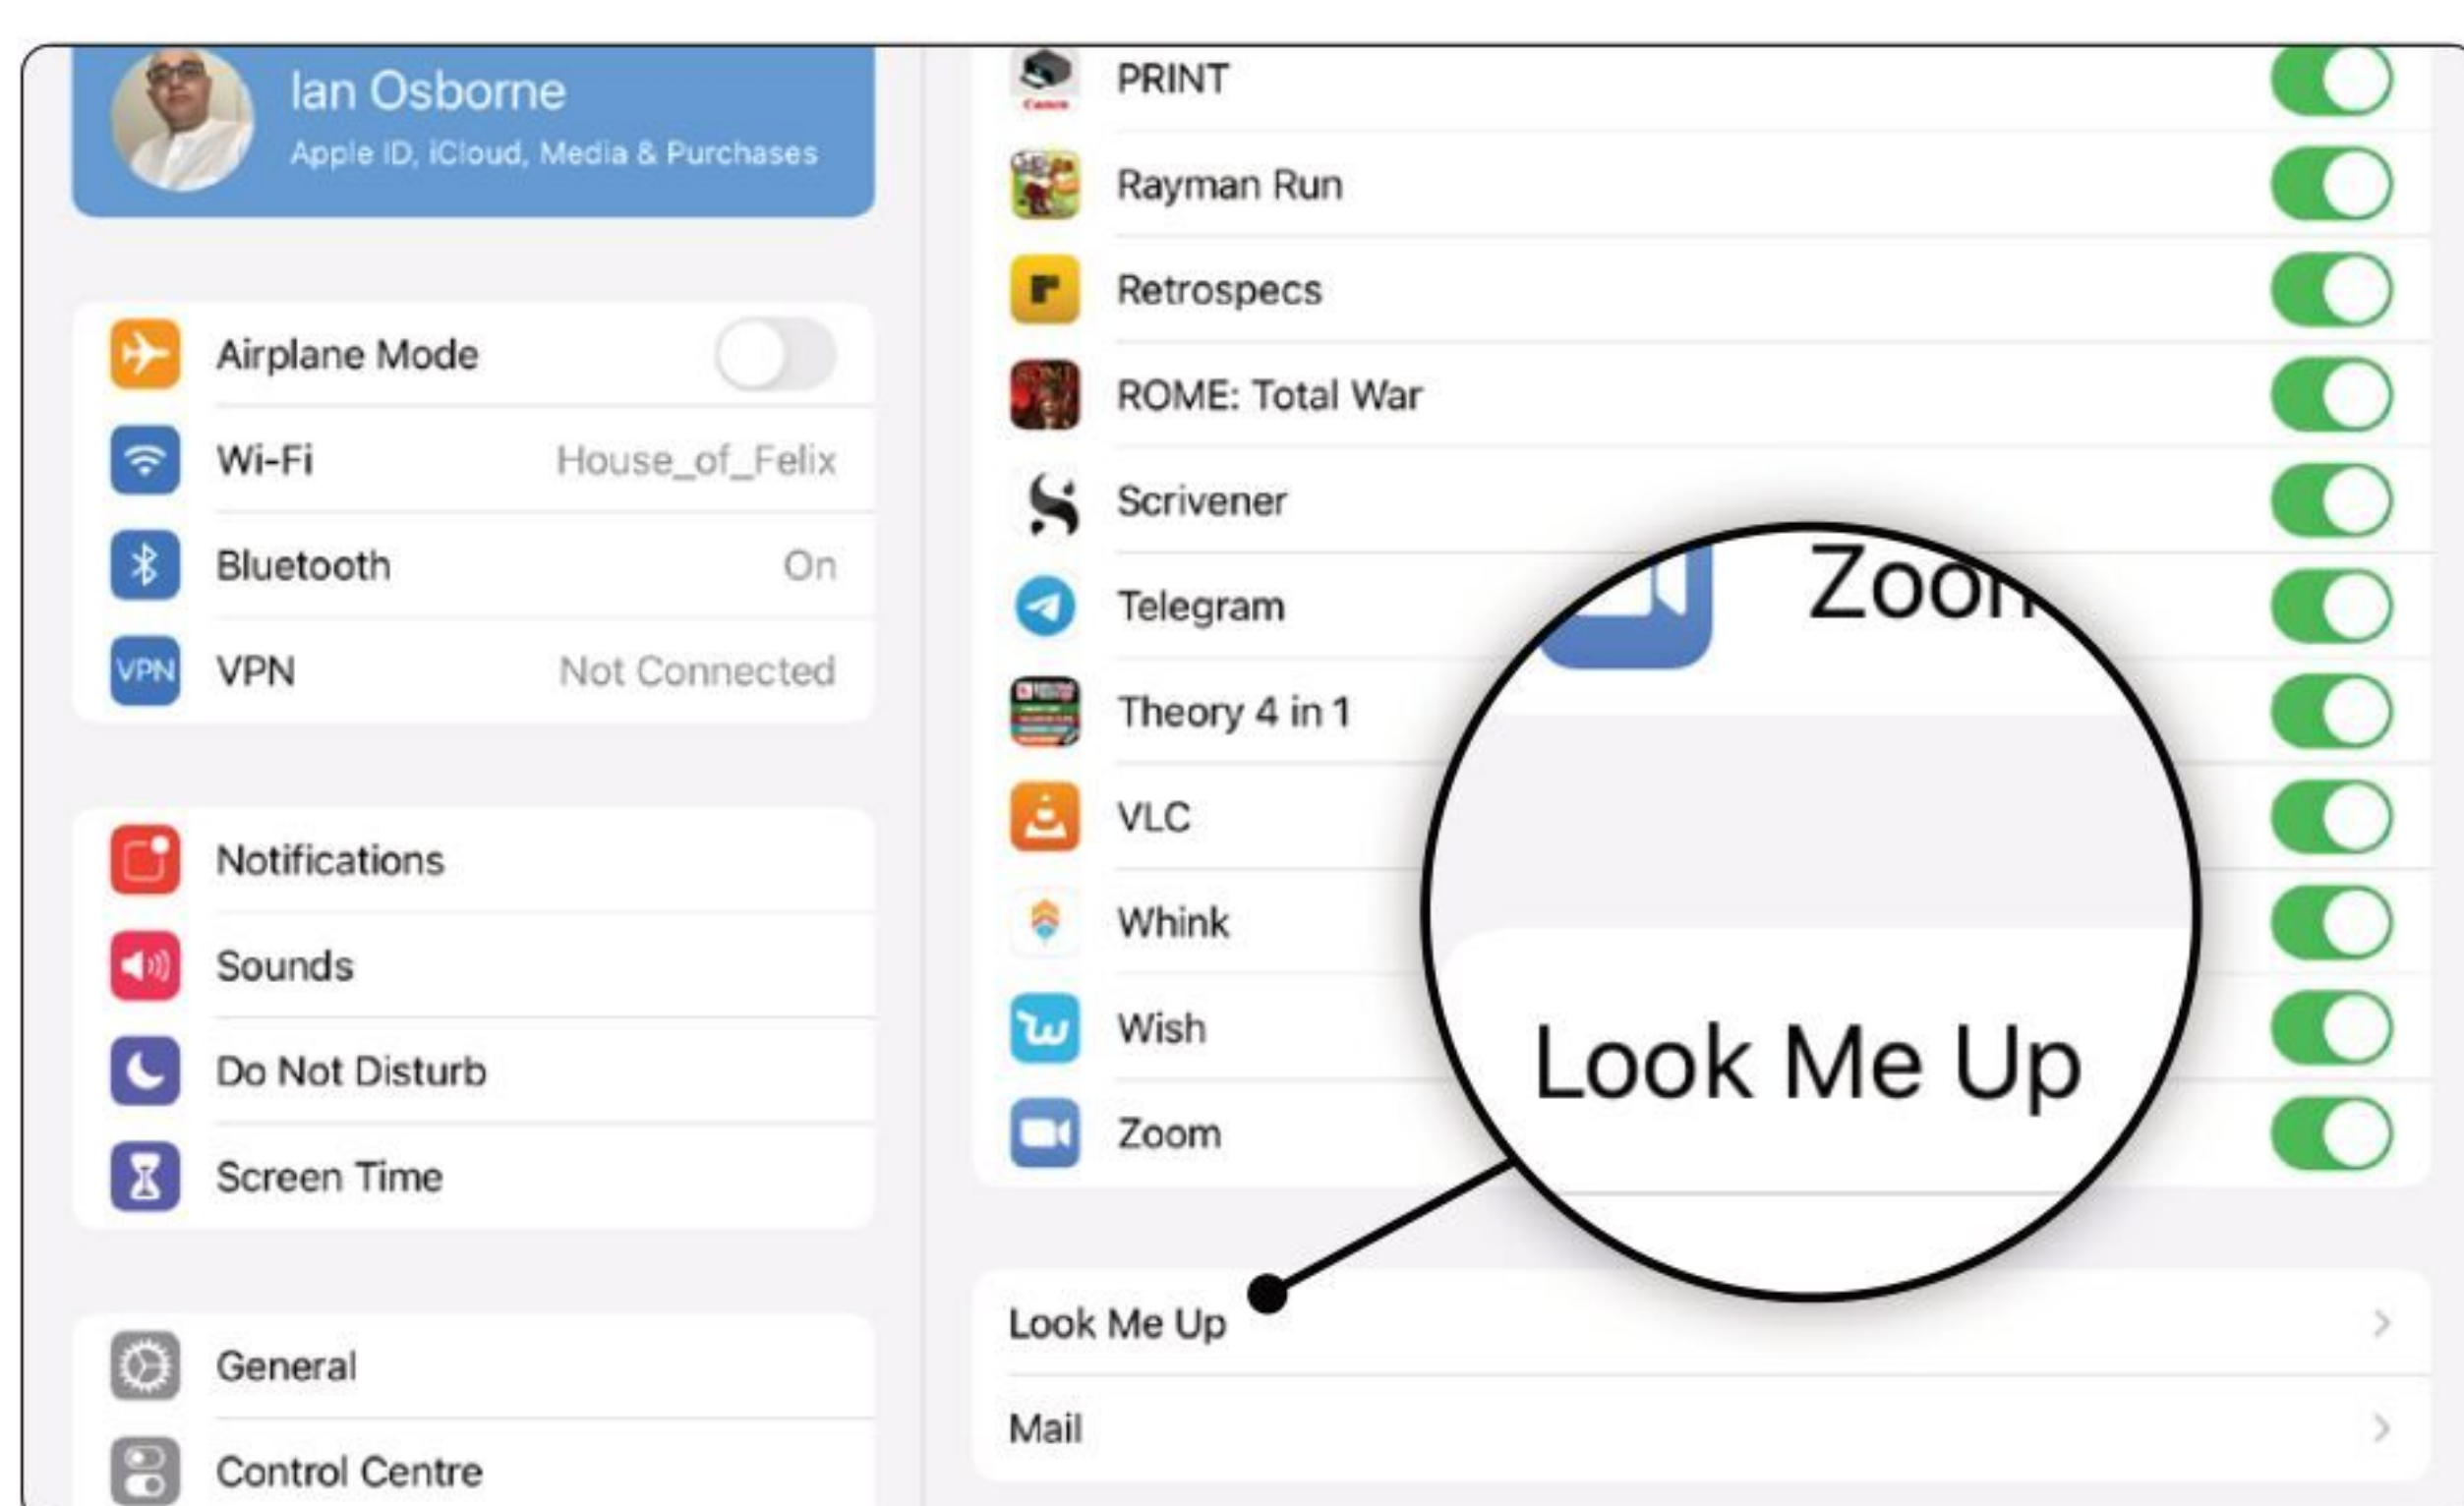 Ian Osborne
Apple ID, iCloud, Media & Purchases
Airplane Mode
Wi-Fi House_of_Felix
Bluetooth On
VPN VPN Not Connected
Notifications
Sounds
Do Not Disturb
Screen Time
General
Control Centre
Canon
PRINT
Rayman Run
Retrospecs
ROME: Total War
Scrivener
Telegram
Theory 4 in 1
VLC
Whink
Wish
Zoom
Look Me Up
Mail
Zoom
Look Me Up